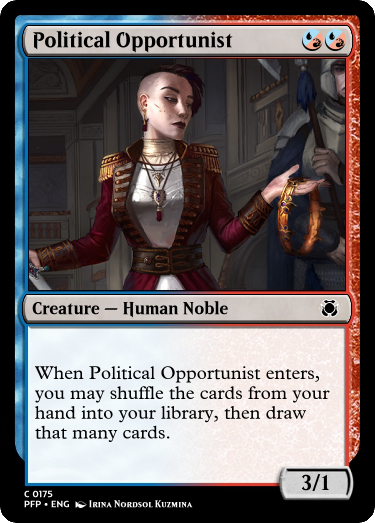 Political Opportunist
Creature — Human Noble
When Political Opportunist enters,
you may shuffle the cards from your
hand into your library, then draw
that many cards.
3/1
C 0175
PFP • ENG Irina Nordsol Kuzmina